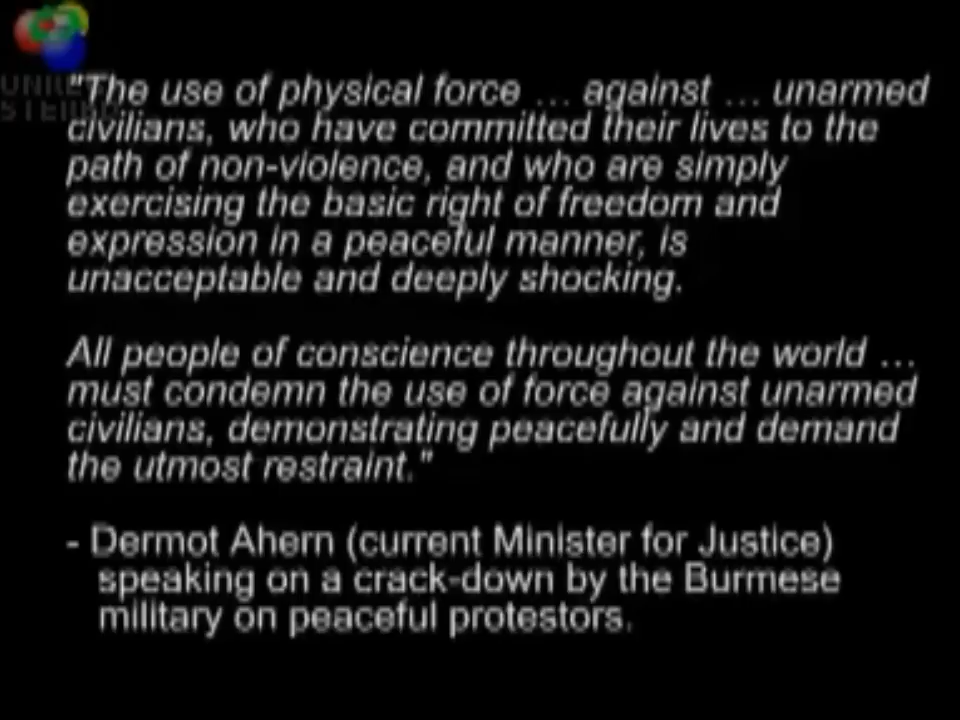 "The use of physical force ... against ... unarmed
civilians, who have committed their lives to the
path of non-violence, and who are simply
exercising the basic right of freedom and
expression in a peaceful manner, is
unacceptable and deeply shocking.
All people of conscience throughout the world ...
must condemn the use of force against unarmed
civilians, demonstrating peacefully and demand
the utmost restraint."
- Dermot Ahern (current Minister for Justice)
speaking on a crack-down by the Burmese
military on peaceful protestors.